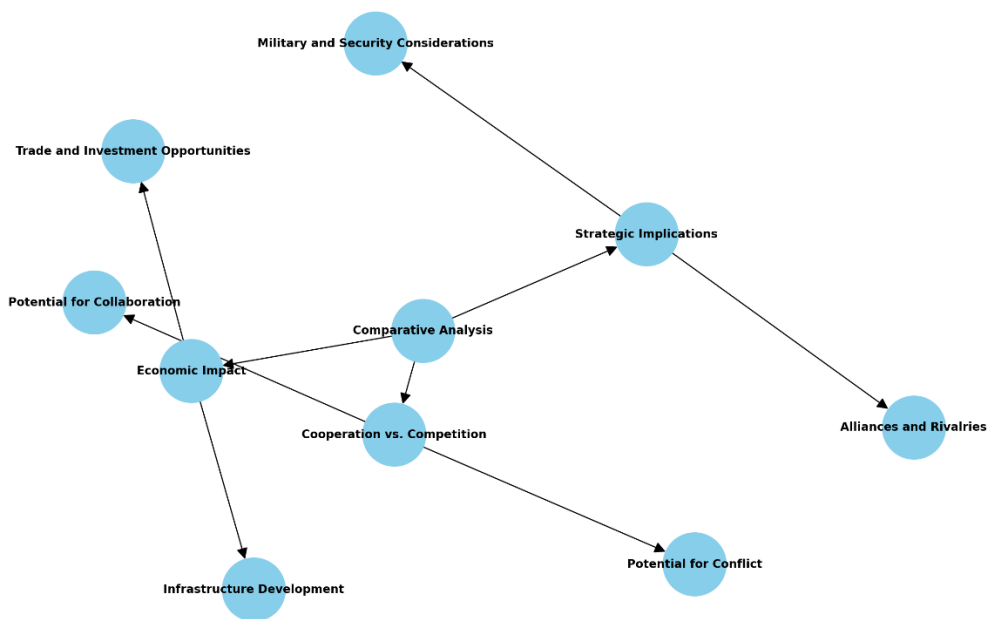 Military and Security Considerations
Trade and Investment Opportunities
Strategic Implications
Potential for Collaboration
Comparative Analysis
Economic Impact
Alliances and Rivalries
Cooperation vs. Competition
Potential for Conflict
Infrastructure Development